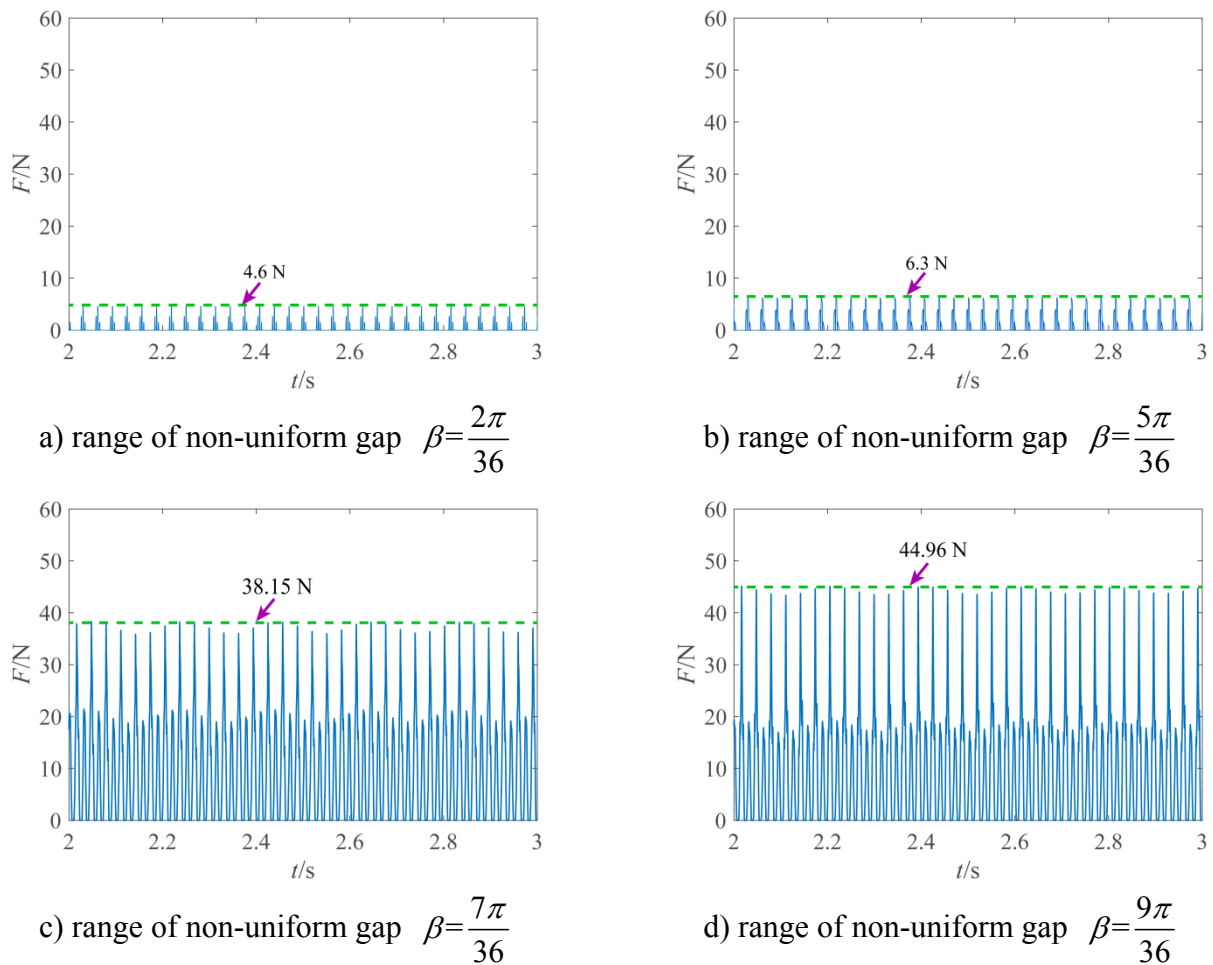 60
50
40
30
20
10
0
F/N
4.6 N
2 2.2 2.4 2.6 2.8 3
t/s
a) range of non-uniform gap β=2π/36
60
50
40
30
20
10
0
F/N
6.3 N
2 2.2 2.4 2.6 2.8 3
t/s
b) range of non-uniform gap β=5π/36
60
50
40
30
20
10
0
F/N
38.15 N
2 2.2 2.4 2.6 2.8 3
t/s
c) range of non-uniform gap β=7π/36
60
50
40
30
20
10
0
F/N
44.96 N
2 2.2 2.4 2.6 2.8 3
t/s
d) range of non-uniform gap β=9π/36